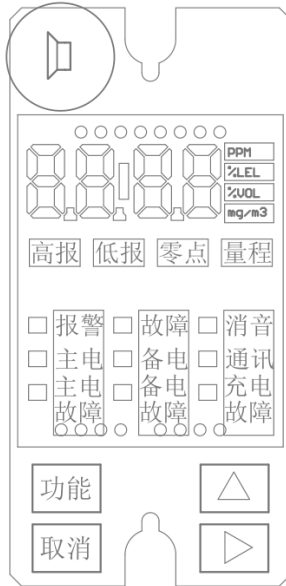 88:88 PPM
%LEL
%VOL
mg/m3
高报 低报 零点 量程
报警 故障 消音
主电 备电 通讯
主电 备电 充电
故障 故障 故障
功能
取消